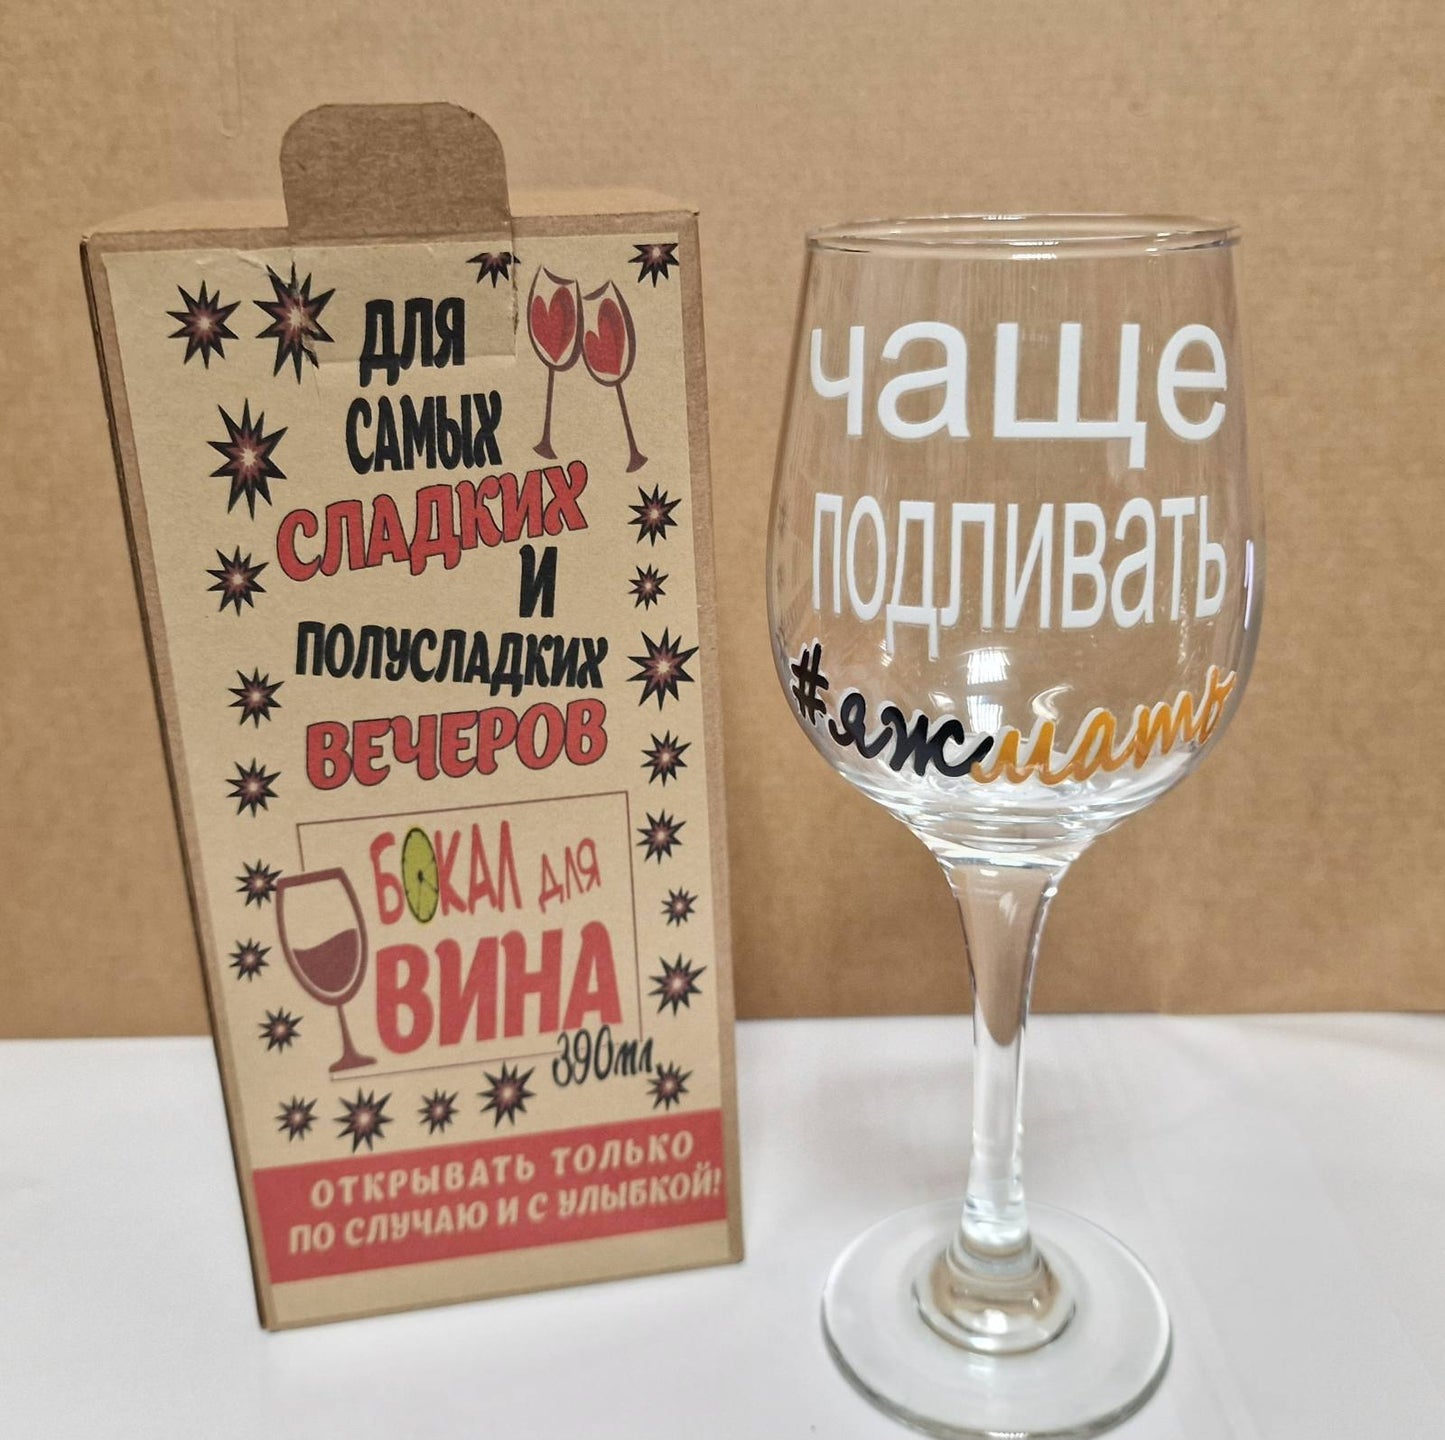 ДЛЯ
САМЫХ
СЛАДКИХ
И
ПОЛУСЛАДКИХ
ВЕЧЕРОВ
БОКАЛ для
ВИНА
390мл
ОТКРЫВАТЬ ТОЛЬКО
ПО СЛУЧАЮ И С УЛЫБКОЙ!
чаще
подливать
#яжмать